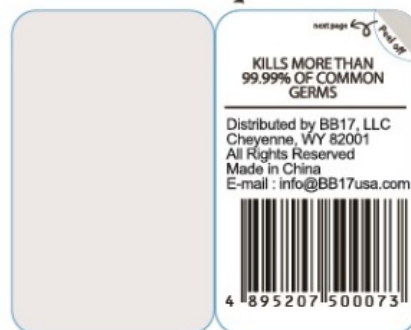 next page
Peel off
KILLS MORE THAN
99.99% OF COMMON
GERMS
Distributed by BB17, LLC
Cheyenne, WY 82001
All Rights Reserved
Made in China
E-mail : info@BB17usa.com
4 895207 500073